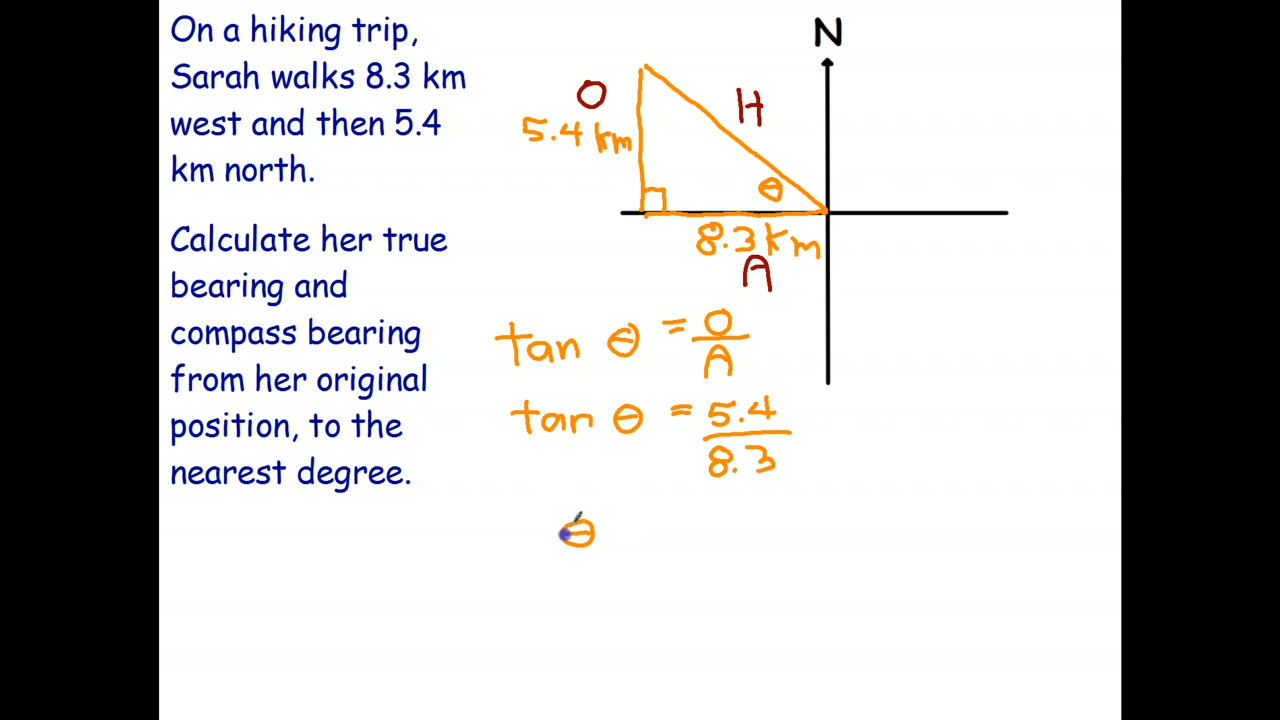 On a hiking trip,
Sarah walks 8.3 km
west and then 5.4
km north.
Calculate her true
bearing and
compass bearing
from her original
position, to the
nearest degree.
N
O
H
5.4 km
θ
8.3 km
A
tan θ = O/A
tan θ = 5.4/8.3
θ